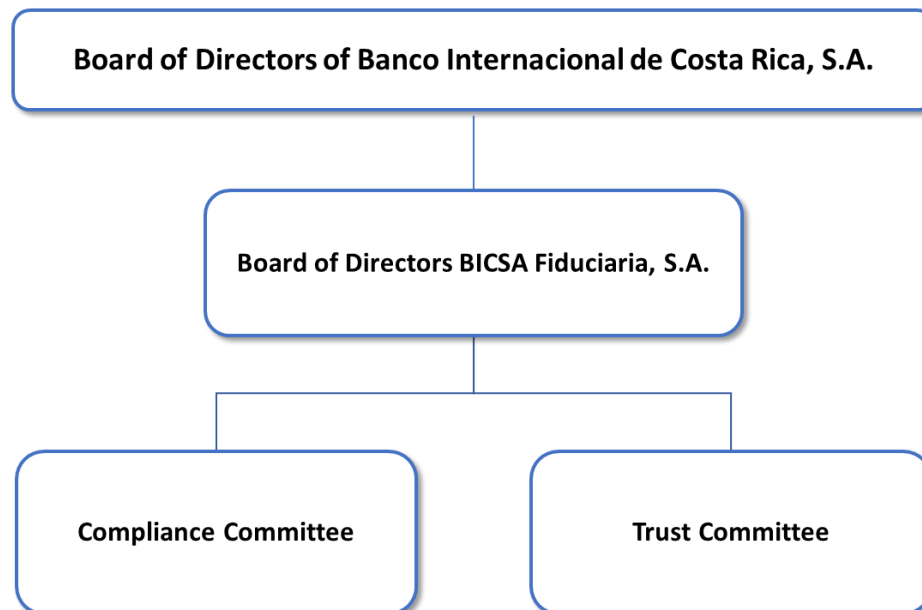 Board of Directors of Banco Internacional de Costa Rica, S.A.
Board of Directors BICSA Fiduciaria, S.A.
Compliance Committee
Trust Committee